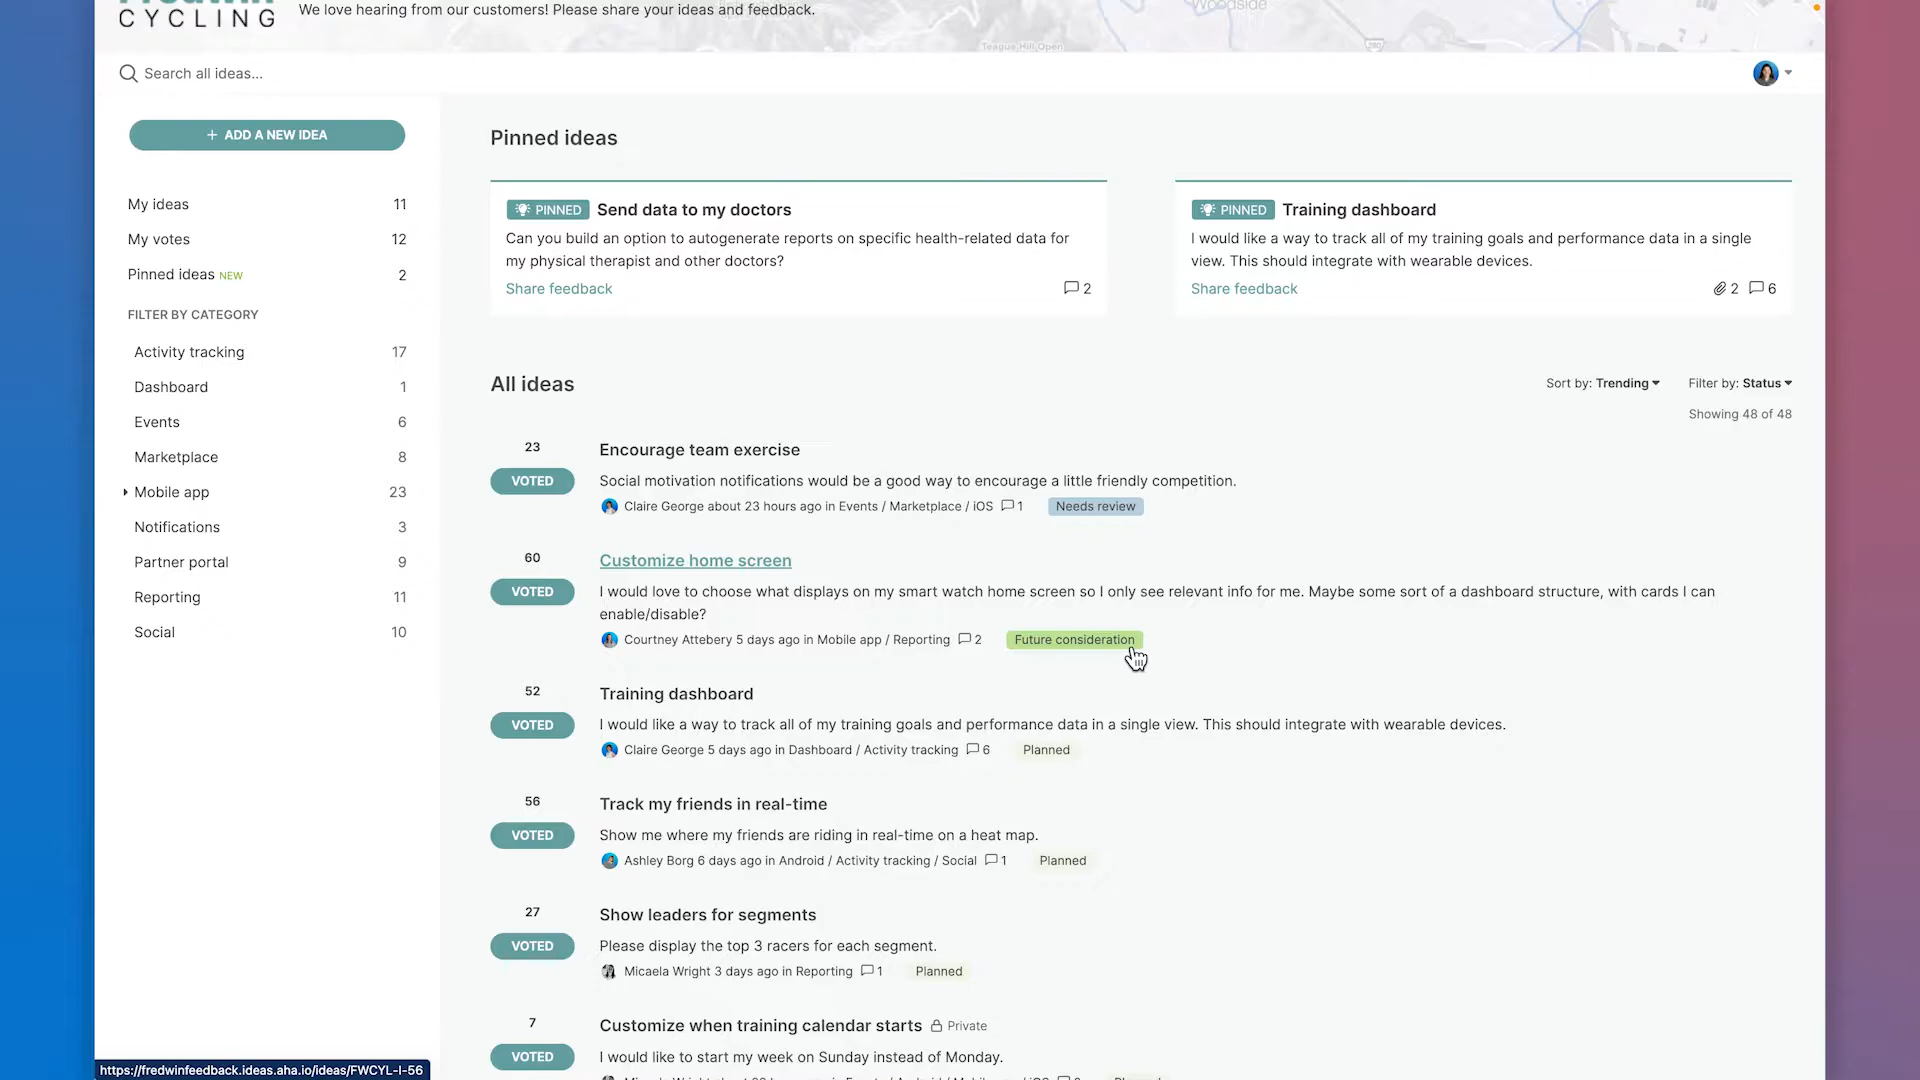 CYCLING
We love hearing from our customers! Please share your ideas and feedback.
Woodside
Teague Hill Open
280
Search all ideas...
+ ADD A NEW IDEA
My ideas 11
My votes 12
Pinned ideas NEW 2
FILTER BY CATEGORY
Activity tracking 17
Dashboard 1
Events 6
Marketplace 8
Mobile app 23
Notifications 3
Partner portal 9
Reporting 11
Social 10
Pinned ideas
PINNED Send data to my doctors
Can you build an option to autogenerate reports on specific health-related data for
my physical therapist and other doctors?
Share feedback 2
PINNED Training dashboard
I would like a way to track all of my training goals and performance data in a single
view. This should integrate with wearable devices.
Share feedback 2 6
All ideas
Sort by: Trending Filter by: Status
Showing 48 of 48
23
VOTED
Encourage team exercise
Social motivation notifications would be a good way to encourage a little friendly competition.
Claire George about 23 hours ago in Events / Marketplace / iOS 1 Needs review
60
VOTED
Customize home screen
I would love to choose what displays on my smart watch home screen so I only see relevant info for me. Maybe some sort of a dashboard structure, with cards I can
enable/disable?
Courtney Attebery 5 days ago in Mobile app / Reporting 2 Future consideration
52
VOTED
Training dashboard
I would like a way to track all of my training goals and performance data in a single view. This should integrate with wearable devices.
Claire George 5 days ago in Dashboard / Activity tracking 6 Planned
56
VOTED
Track my friends in real-time
Show me where my friends are riding in real-time on a heat map.
Ashley Borg 6 days ago in Android / Activity tracking / Social 1 Planned
27
VOTED
Show leaders for segments
Please display the top 3 racers for each segment.
Micaela Wright 3 days ago in Reporting 1 Planned
7
VOTED
Customize when training calendar starts Private
I would like to start my week on Sunday instead of Monday.
https://fredwinfeedback.ideas.aha.io/ideas/FWCYL-I-56